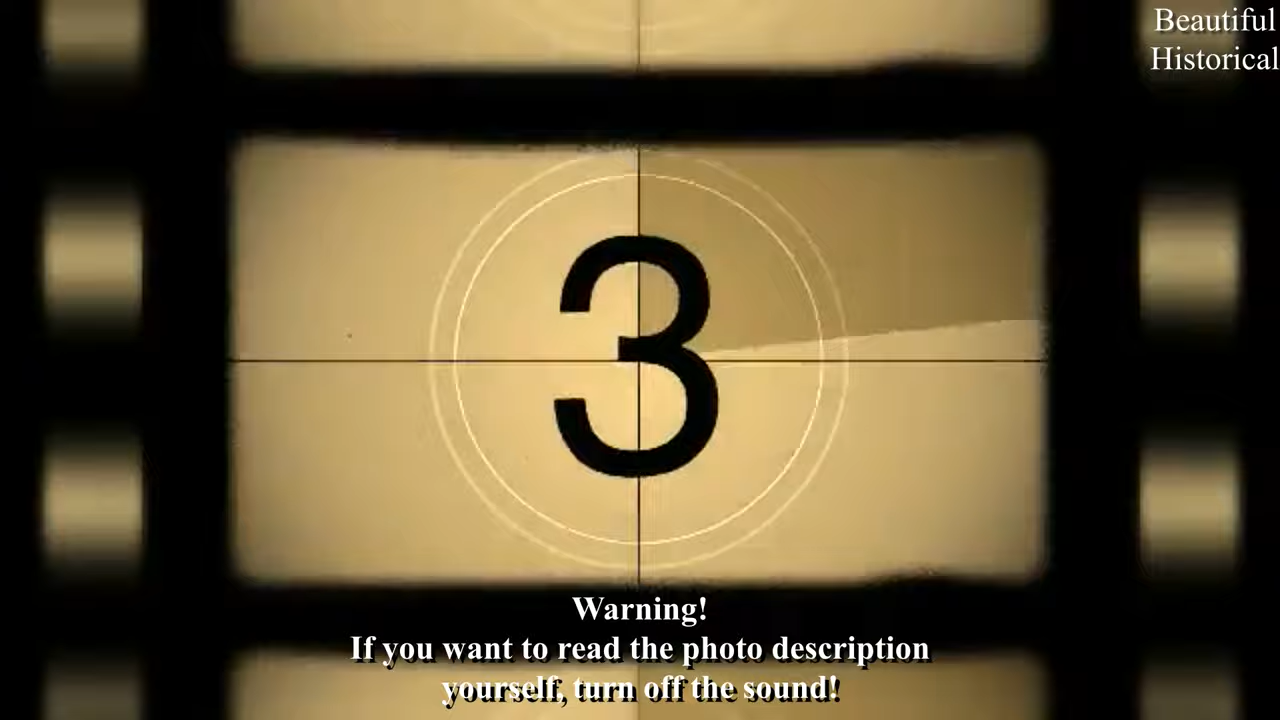 Beautiful
Historical
3
Warning!
If you want to read the photo description
yourself, turn off the sound!